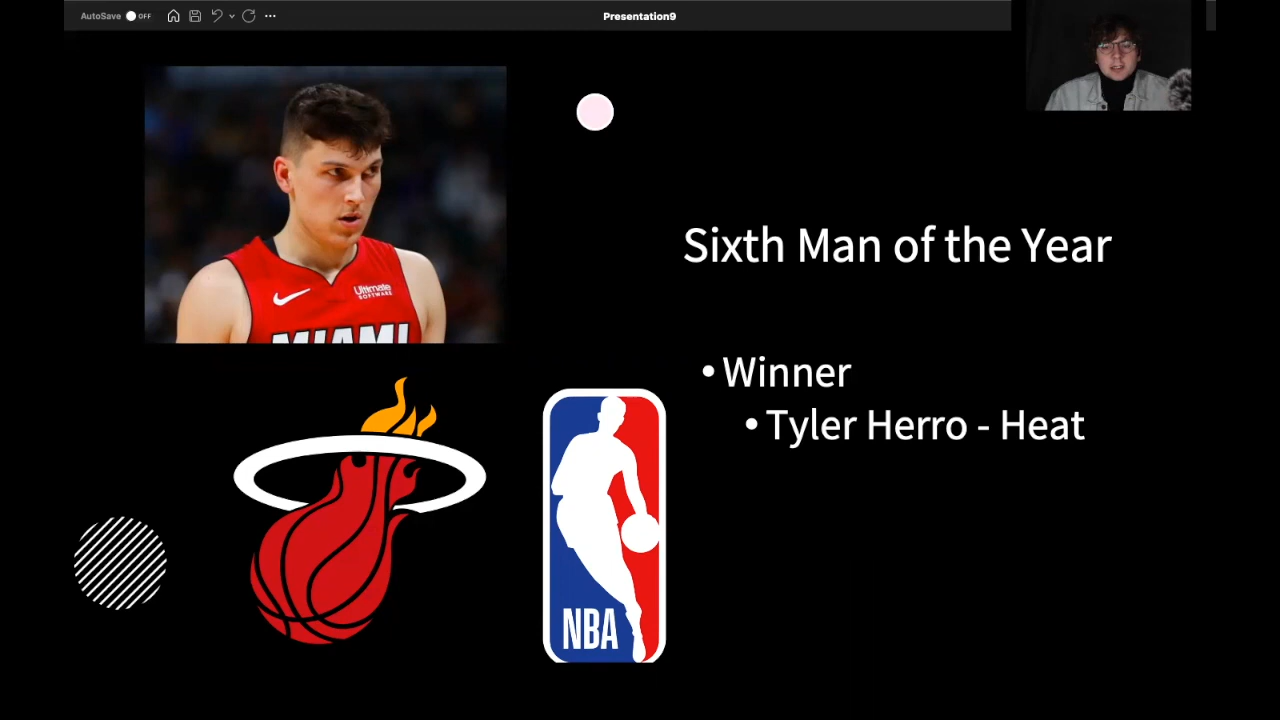 AutoSave OFF
Presentation9
Ultimate
SOFTWARE
MIAMI
Sixth Man of the Year
• Winner
• Tyler Herro - Heat
NBA